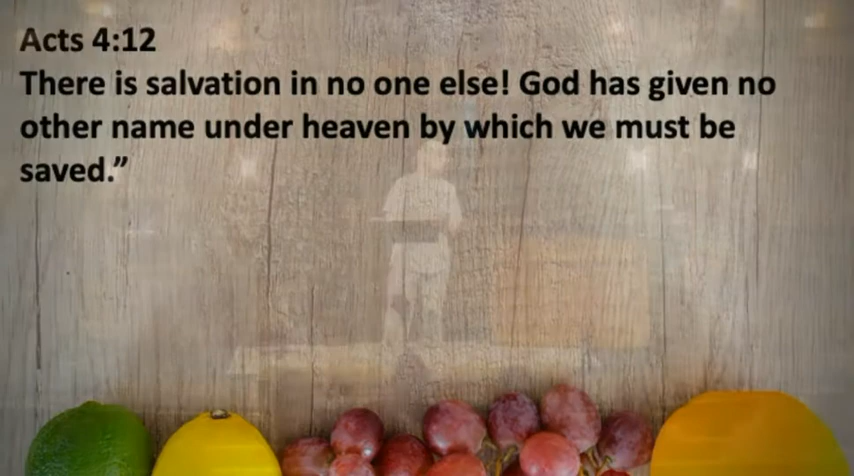 Acts 4:12
There is salvation in no one else! God has given no
other name under heaven by which we must be
saved.”